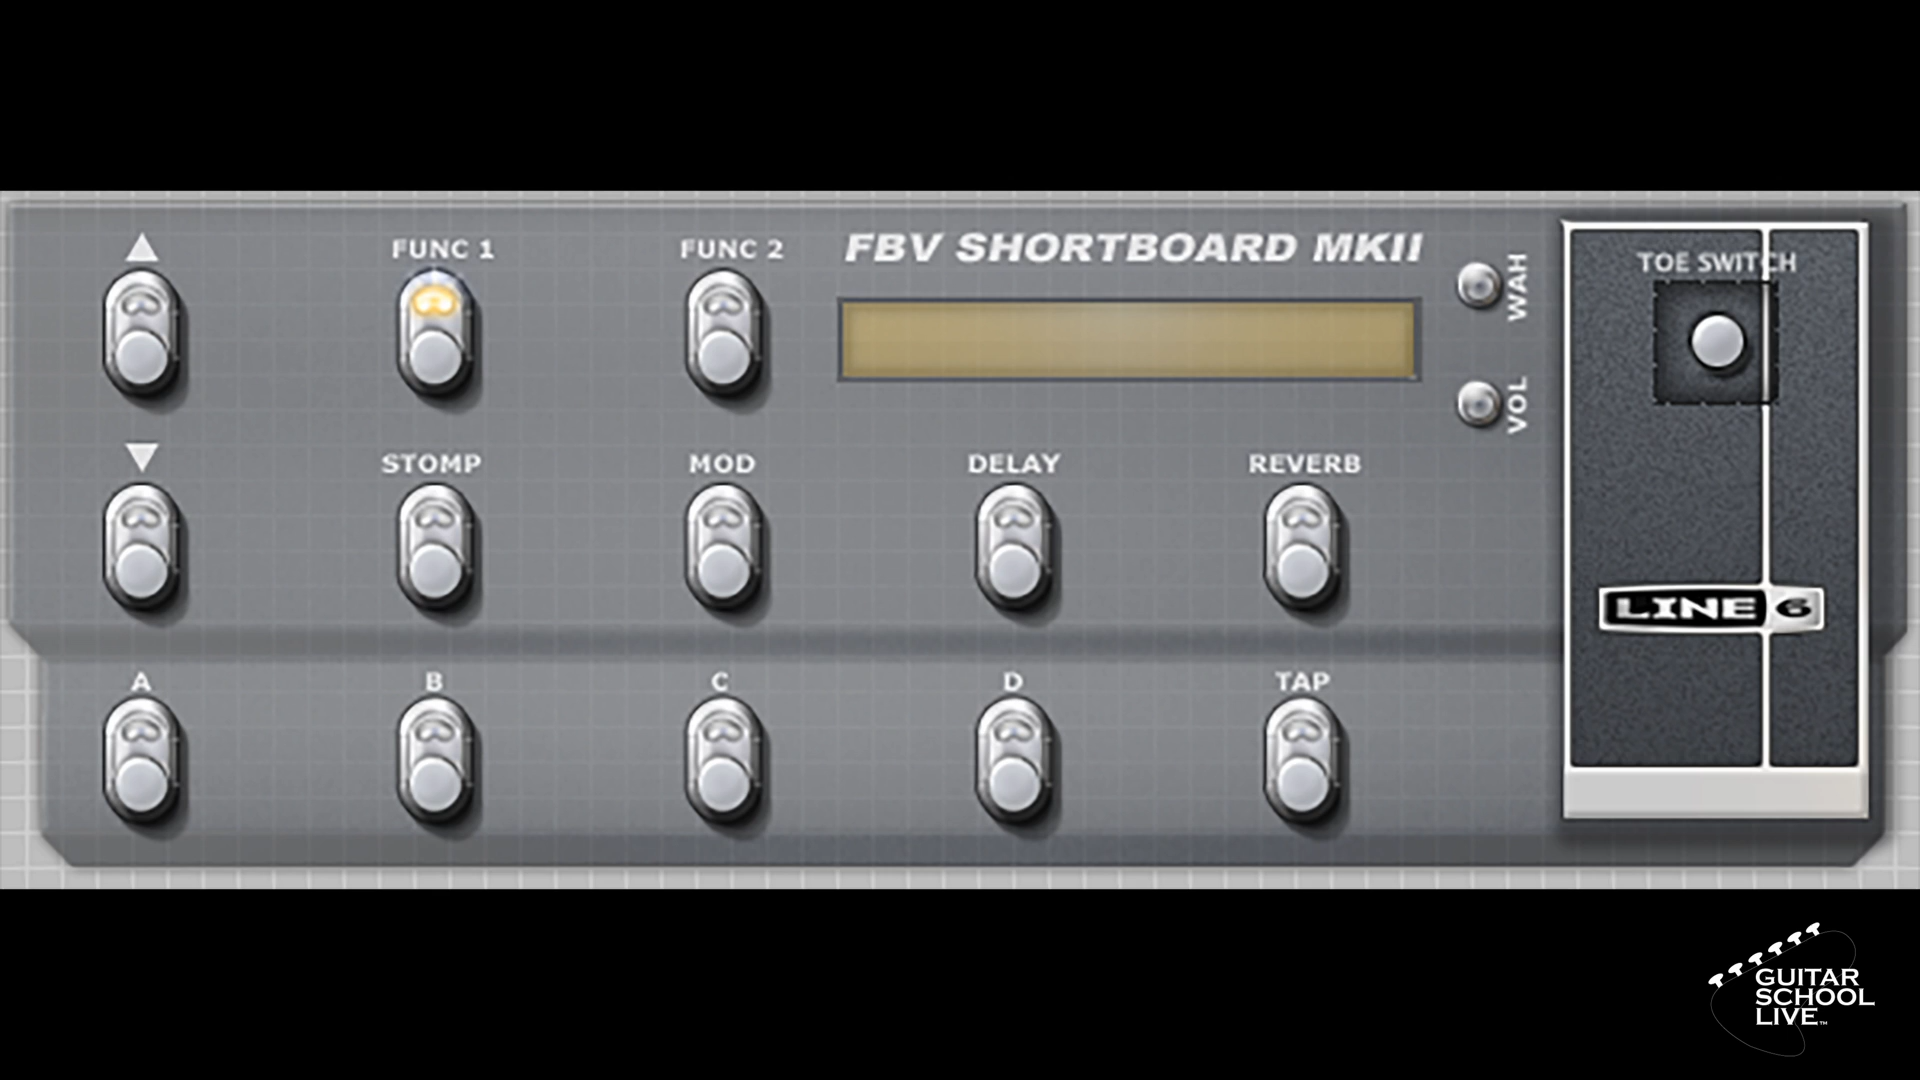 ▲
FUNC 1
FUNC 2
FBV SHORTBOARD MKII
WAH
VOL
TOE SWITCH
▼
STOMP
MOD
DELAY
REVERB
LINE 6
A
B
C
D
TAP
GUITAR
SCHOOL
LIVE™